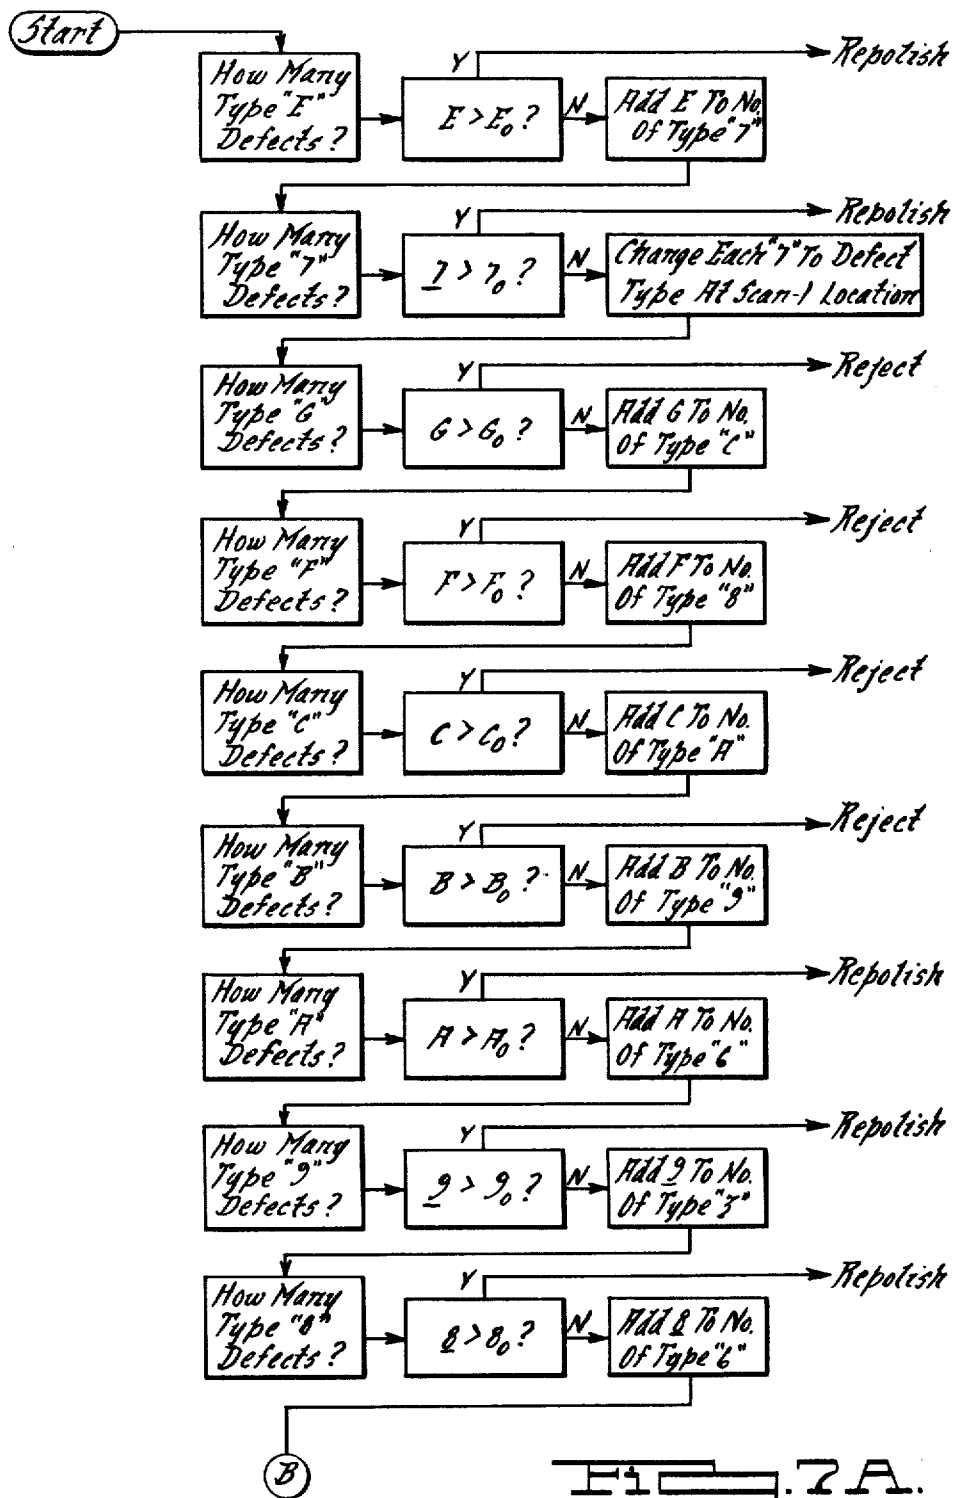 Start
How Many
Type "E"
Defects?
E > E₀ ?
Y
Repolish
N
Add E To No.
Of Type "7"
How Many
Type "7"
Defects?
7 > 7₀ ?
Y
Repolish
N
Change Each "7" To Defect
Type At Scan-1 Location
How Many
Type "G"
Defects?
G > G₀ ?
Y
Reject
N
Add G To No.
Of Type "C"
How Many
Type "F"
Defects?
F > F₀ ?
Y
Reject
N
Add F To No.
Of Type "8"
How Many
Type "C"
Defects?
C > C₀ ?
Y
Reject
N
Add C To No.
Of Type "A"
How Many
Type "B"
Defects?
B > B₀ ?
Y
Reject
N
Add B To No.
Of Type "9"
How Many
Type "A"
Defects?
A > A₀ ?
Y
Repolish
N
Add A To No.
Of Type "6"
How Many
Type "9"
Defects?
9 > 9₀ ?
Y
Repolish
N
Add 9 To No.
Of Type "3"
How Many
Type "8"
Defects?
8 > 8₀ ?
Y
Repolish
N
Add 8 To No.
Of Type "6"
B
Fig. 7A.